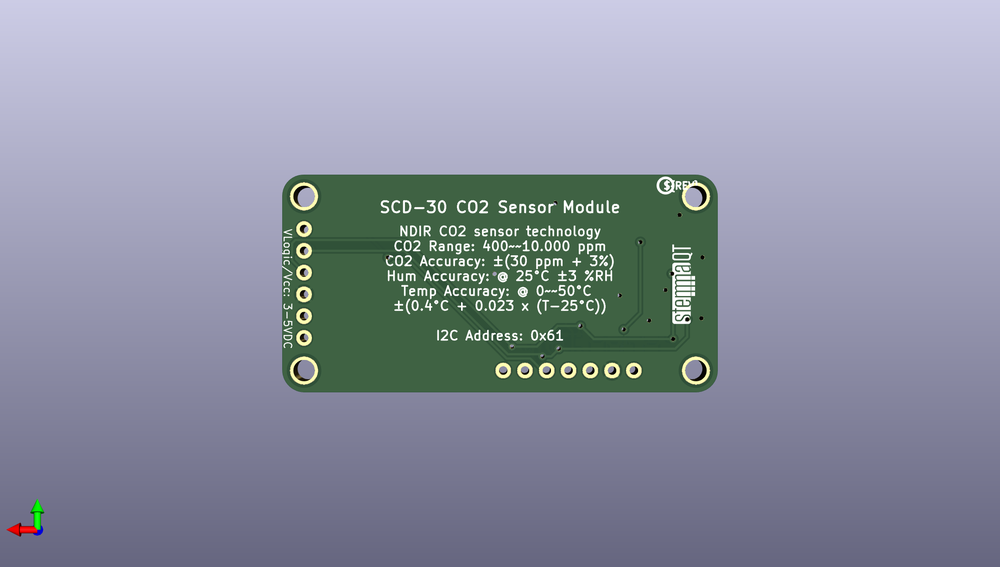 $[REV]
SCD-30 CO2 Sensor Module
NDIR CO2 sensor technology
CO2 Range: 400~~10.000 ppm
CO2 Accuracy: ±(30 ppm + 3%)
Hum Accuracy: @ 25°C ±3 %RH
Temp Accuracy: @ 0~~50°C
±(0.4°C + 0.023 x (T-25°C))
I2C Address: 0x61
VLogic/Vcc: 3-5VDC
stemmaQT